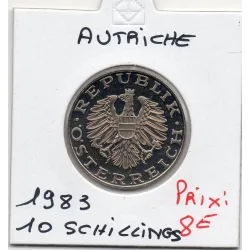 AUTRICHE
REPUBLIK
ÖSTERREICH
1983
10 SCHILLINGS
Prix:
8E